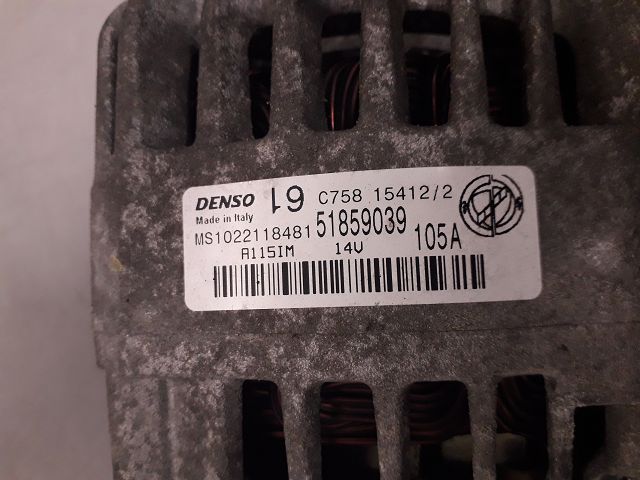 DENSO 19 C758 15412/2
Made in Italy
MS1022118481 51859039 105A
A115IM 14V